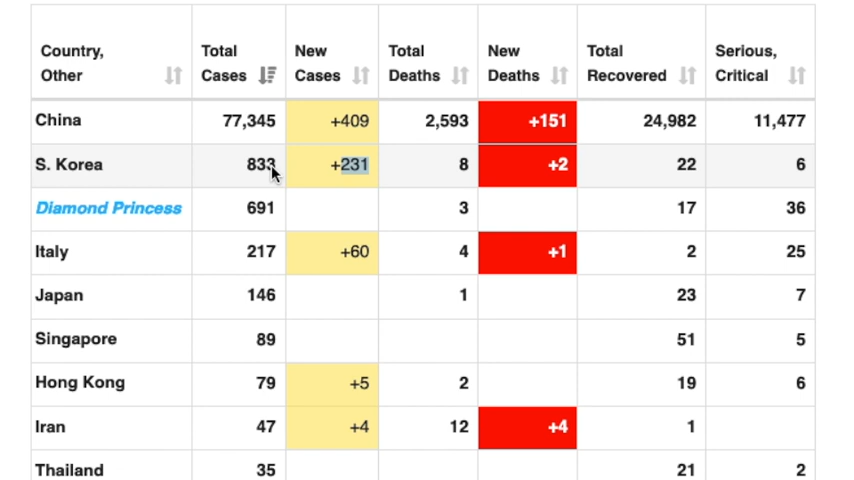 Country, Other Total Cases New Cases Total Deaths New Deaths Total Recovered Serious, Critical
China 77,345 +409 2,593 +151 24,982 11,477
S. Korea 833 +231 8 +2 22 6
Diamond Princess 691 3 17 36
Italy 217 +60 4 +1 2 25
Japan 146 1 23 7
Singapore 89 51 5
Hong Kong 79 +5 2 19 6
Iran 47 +4 12 +4 1
Thailand 35 21 2